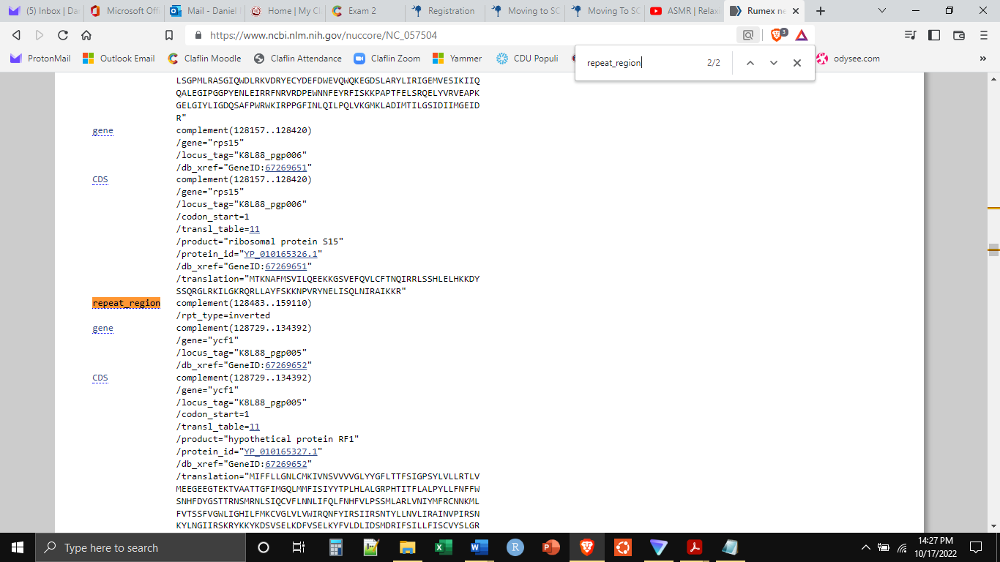 (5) Inbox | Da
Microsoft Offi
Mail - Daniel
Home | My Cl
Exam 2
Registration
Moving to SC
Moving To SC
ASMR | Relax
Rumex ne
https://www.ncbi.nlm.nih.gov/nuccore/NC_057504
3
ProtonMail
Outlook Email
Claflin Moodle
Claflin Attendance
Claflin Zoom
Yammer
CDU Populi
odysee.com
»
repeat_region
2/2
LSGPMLRASGIQWDLRKVDRYECYDEFDWEVQWQKEGDSLARYLIRIGEMVESIKIIQ
QALEGIPGGPYENLEIRRFNRVRDPEWNNFEYRFISKKPAPTFELSRQELYVRVEAPK
GELGIYLIGDQSAFPWRWKIRPPGFINLQILPQLVKGMKLADIMTILGSIDIIMGEID
R"
gene complement(128157..128420)
/gene="rps15"
/locus_tag="K8L88_pgp006"
/db_xref="GeneID:67269651"
CDS complement(128157..128420)
/gene="rps15"
/locus_tag="K8L88_pgp006"
/codon_start=1
/transl_table=11
/product="ribosomal protein S15"
/protein_id="YP_010165326.1"
/db_xref="GeneID:67269651"
/translation="MTKNAFMSVILQEEKKGSVEFQVLCFTNQIRRLSSHLELHKKDY
SSQRGLRKILGKRQRLLAYFSKKNPVRYNELISQLNIRAIKKR"
repeat_region complement(128483..159110)
/rpt_type=inverted
gene complement(128729..134392)
/gene="ycf1"
/locus_tag="K8L88_pgp005"
/db_xref="GeneID:67269652"
CDS complement(128729..134392)
/gene="ycf1"
/locus_tag="K8L88_pgp005"
/codon_start=1
/transl_table=11
/product="hypothetical protein RF1"
/protein_id="YP_010165327.1"
/db_xref="GeneID:67269652"
/translation="MIFFLLGNLCMKIVNSVVVVGLYYGFLTTFSIGPSYLVLLRTLV
MEEGEEGTEKTVAATTGFIMGQLMMFISIYYTPLHLALGRPHTITFLALPYLLFNFFW
SNHFDYGSTTRNSMRNLSIQCVFLNNLIFQLFNHFVLPSSMLARLVNIYMFRCNNKML
FVTSSFVGWLIGHILFMKCVGLVLVWIRQNFYIRSIIRSNTYLLNVLIRAINVPIRSN
KYLNGIIRSKRYKKYKDSVSELKDFVSELKYFVLDLIDSMDRIFSILLFISCVYSLGR
Type here to search
14:27 PM
10/17/2022